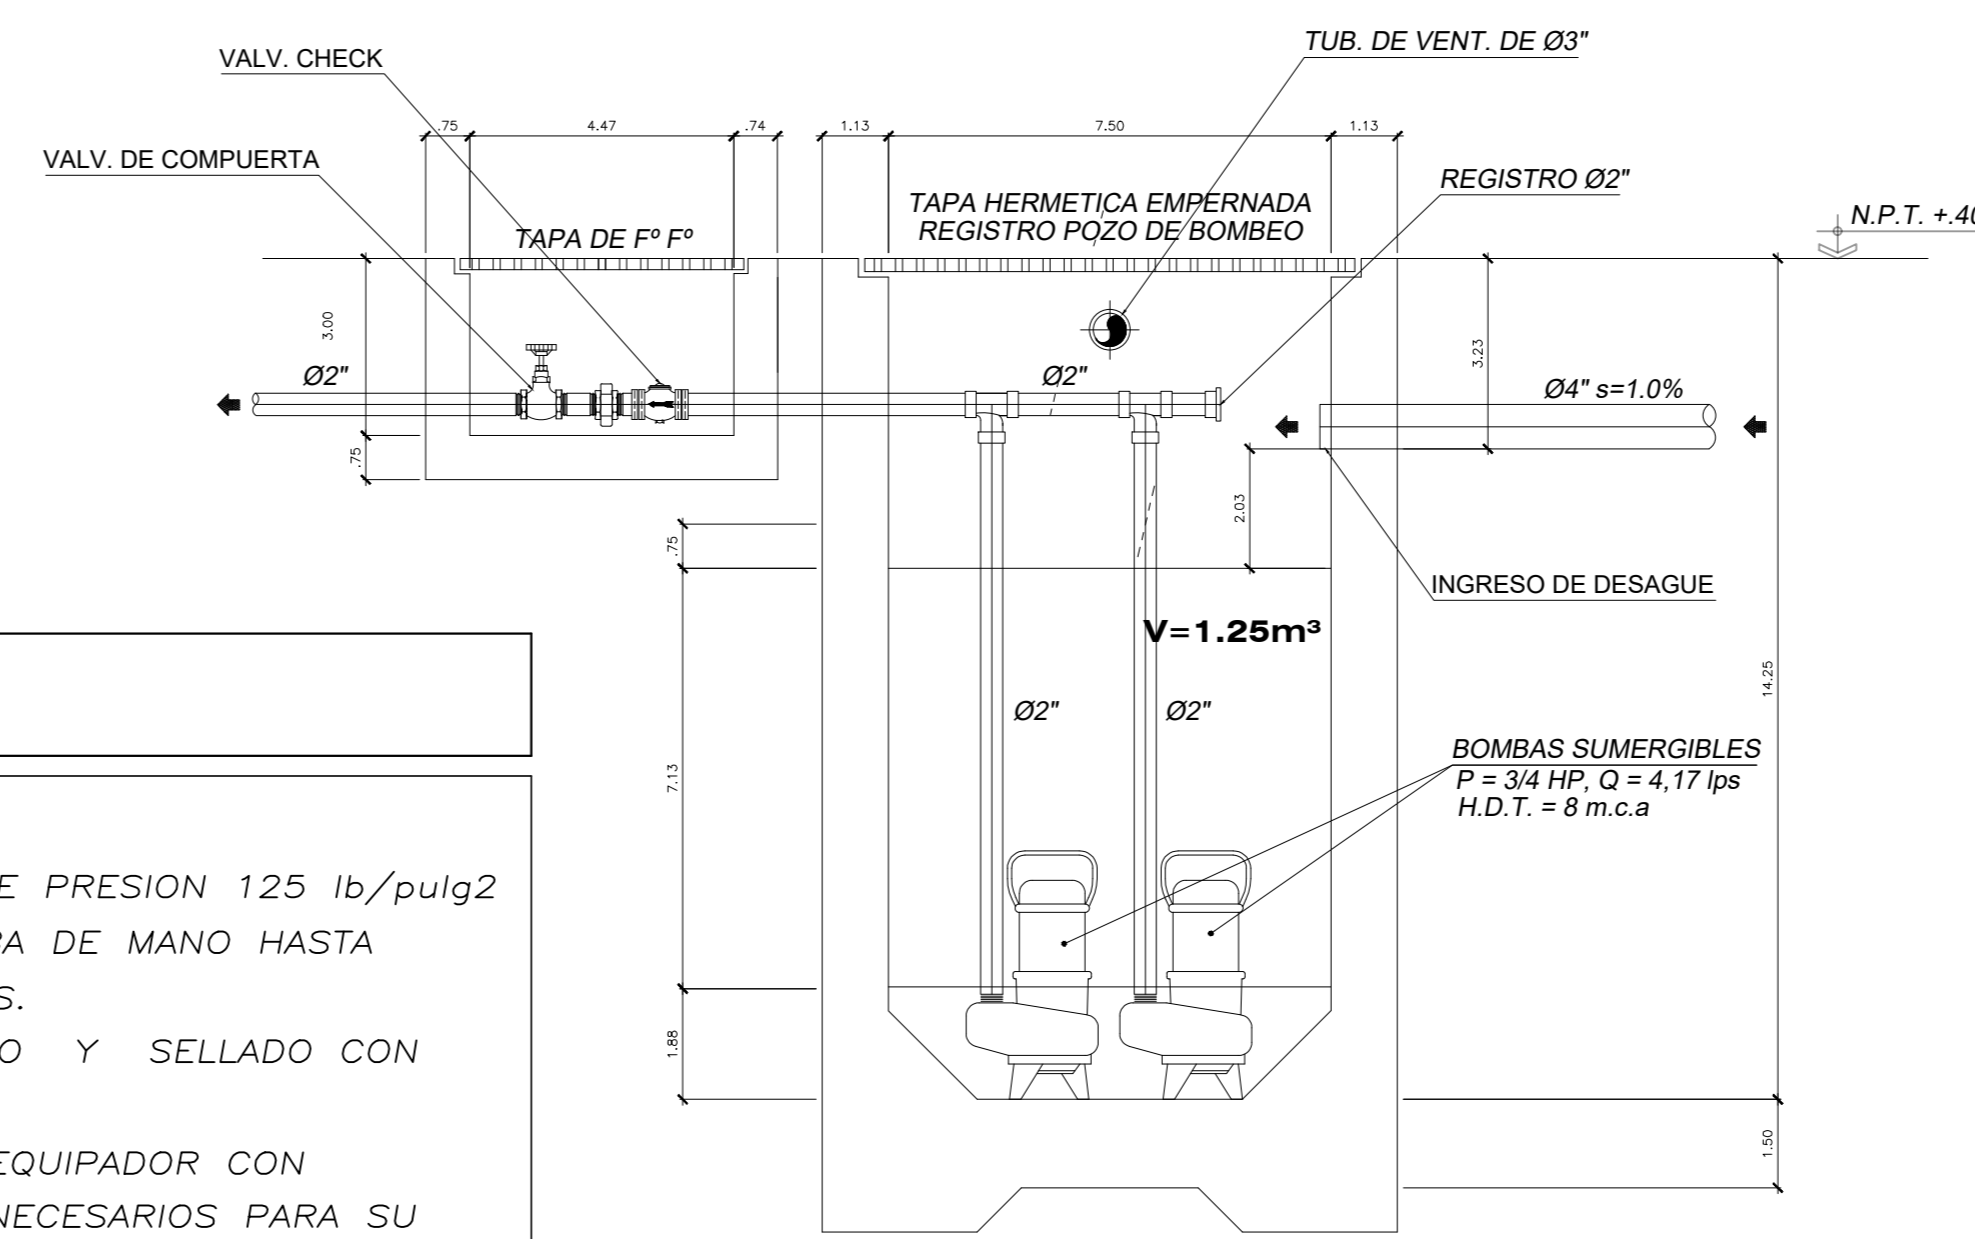 TUB. DE VENT. DE Ø3"
VALV. CHECK
.75
4.47
.74
1.13
7.50
1.13
VALV. DE COMPUERTA
REGISTRO Ø2"
TAPA HERMETICA EMPERNADA
REGISTRO POZO DE BOMBEO
N.P.T. +.40
TAPA DE Fº Fº
3.00
3.23
Ø2"
Ø2"
Ø4" s=1.0%
.75
2.03
.75
INGRESO DE DESAGUE
V=1.25m³
14.25
Ø2"
Ø2"
BOMBAS SUMERGIBLES
P = 3/4 HP, Q = 4,17 lps
H.D.T. = 8 m.c.a
7.13
1.88
1.50
E PRESION 125 lb/pulg2
BA DE MANO HASTA
S.
O Y SELLADO CON
EQUIPADOR CON
NECESARIOS PARA SU